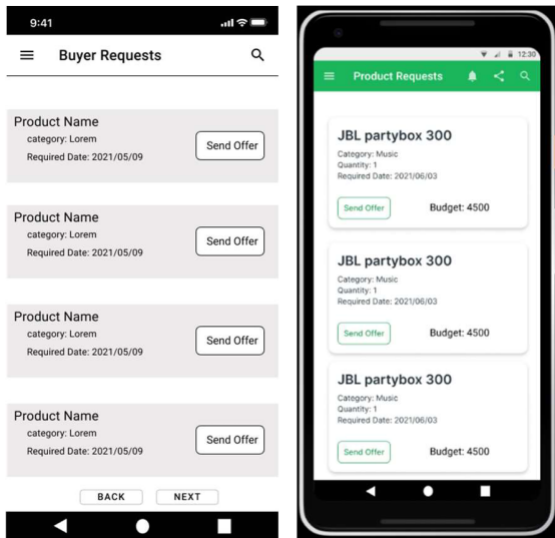 9:41
Buyer Requests
Product Name
category: Lorem
Required Date: 2021/05/09
Send Offer
Product Name
category: Lorem
Required Date: 2021/05/09
Send Offer
Product Name
category: Lorem
Required Date: 2021/05/09
Send Offer
Product Name
category: Lorem
Required Date: 2021/05/09
Send Offer
BACK NEXT
12:30
Product Requests
JBL partybox 300
Category: Music
Quantity: 1
Required Date: 2021/06/03
Send Offer Budget: 4500
JBL partybox 300
Category: Music
Quantity: 1
Required Date: 2021/06/03
Send Offer Budget: 4500
JBL partybox 300
Category: Music
Quantity: 1
Required Date: 2021/06/03
Send Offer Budget: 4500